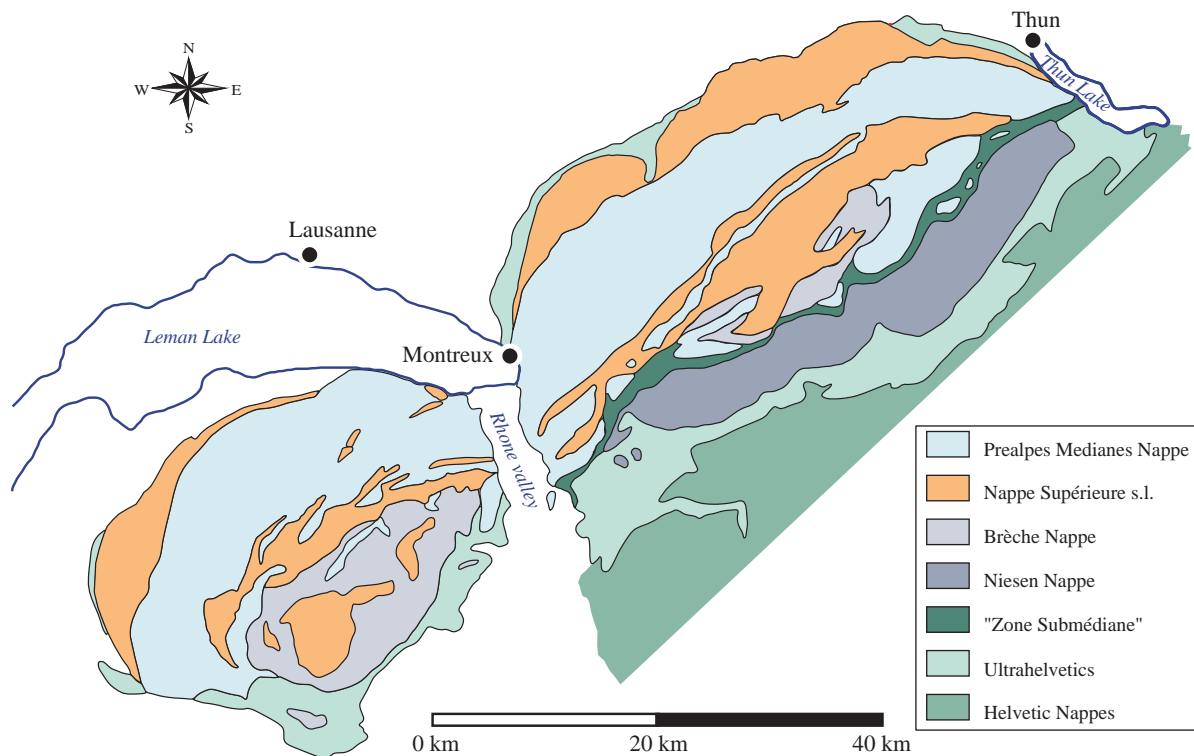 Thun
Thun Lake
N
W
E
S
Lausanne
Leman Lake
Montreux
Rhone valley
Prealpes Medianes Nappe
Nappe Supérieure s.l.
Brèche Nappe
Niesen Nappe
"Zone Submédiane"
Ultrahelvetics
Helvetic Nappes
0 km
20 km
40 km